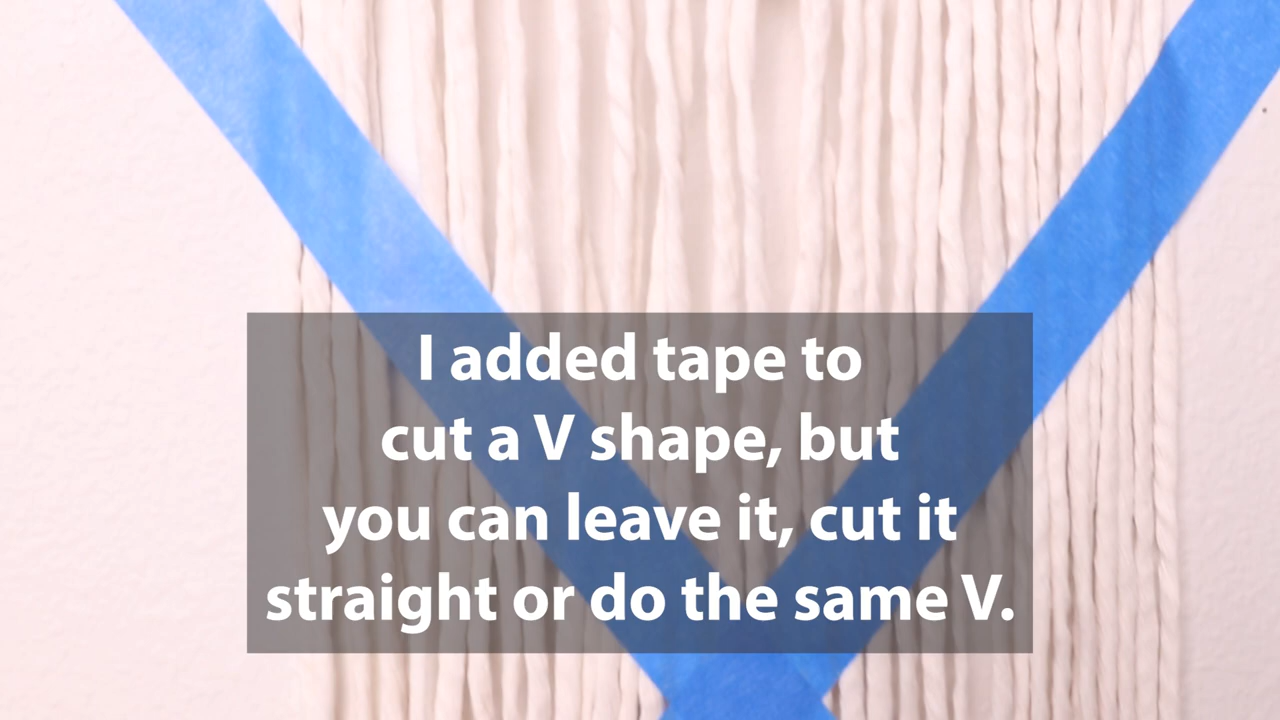 I added tape to
cut a V shape, but
you can leave it, cut it
straight or do the same V.